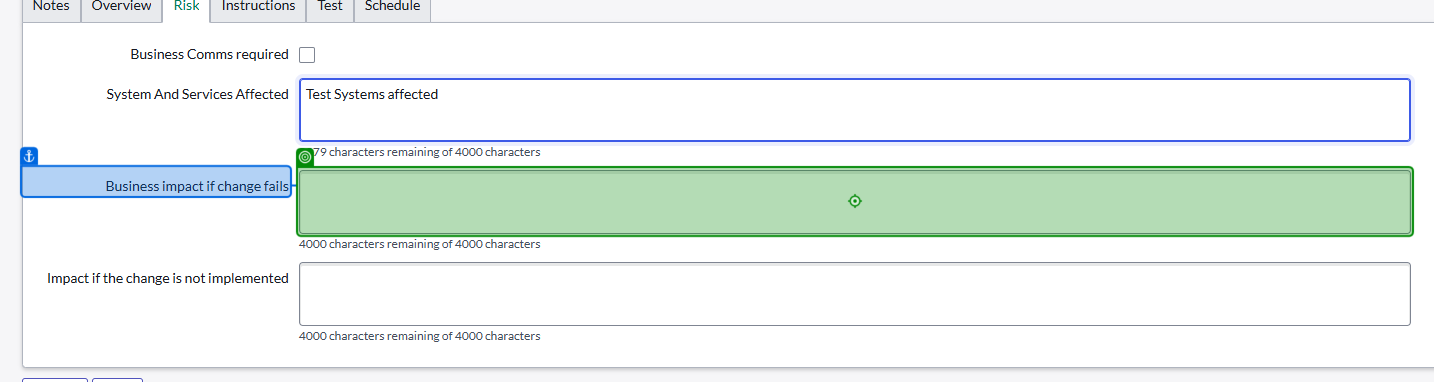 Notes Overview Risk Instructions Test Schedule
Business Comms required
System And Services Affected Test Systems affected
79 characters remaining of 4000 characters
Business impact if change fails
4000 characters remaining of 4000 characters
Impact if the change is not implemented
4000 characters remaining of 4000 characters